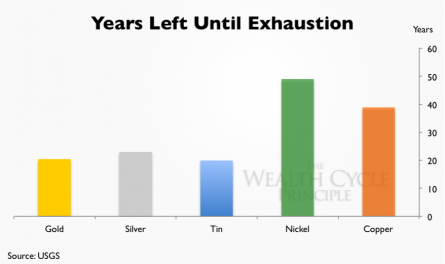 Years Left Until Exhaustion
Years
60
50
40
30
20
10
0
THE
WEALTH CYCLE
PRINCIPLE
Gold Silver Tin Nickel Copper
Source: USGS